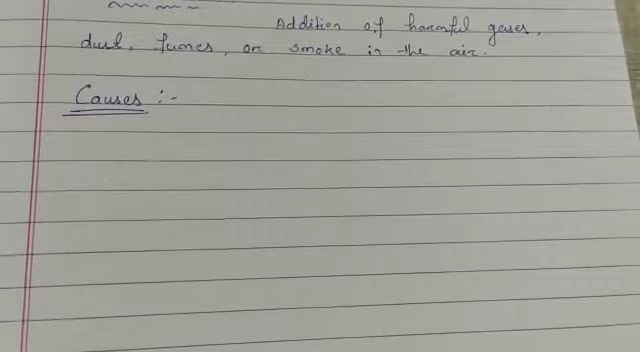 Addition of harmful gases,
dust, fumes, or smoke in the air.
Causes :-